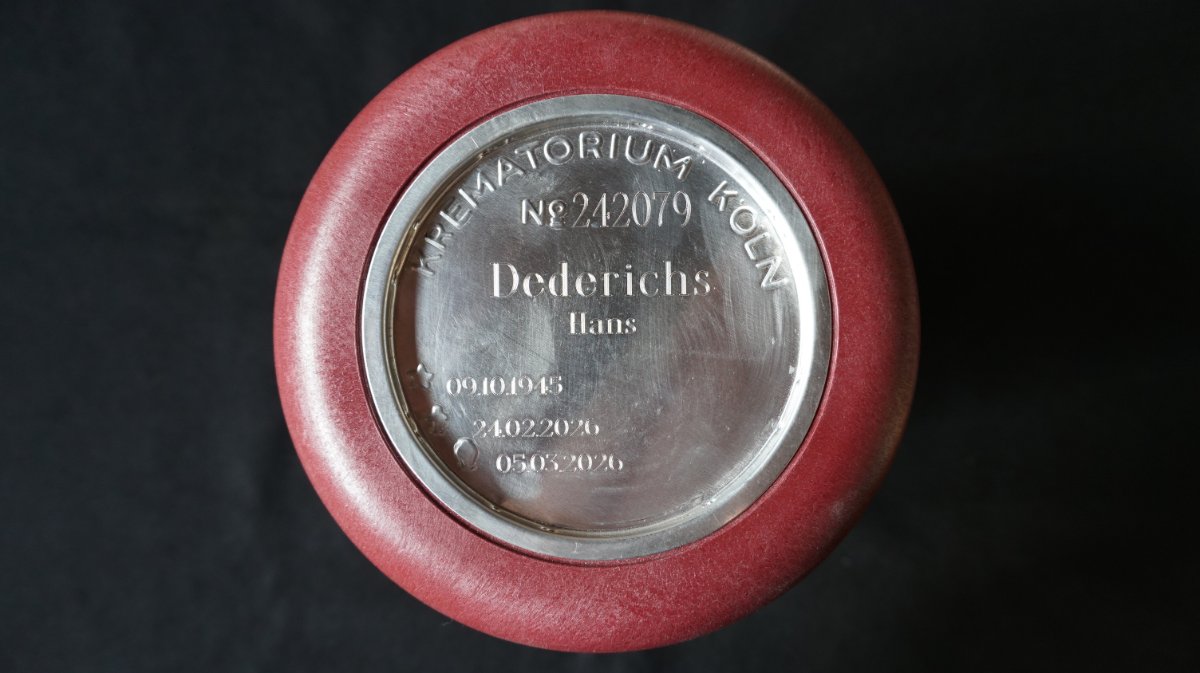 KREMATORIUM KÖLN
No 242079
Dederichs
Hans
09.10.1945
24.02.2026
05.03.2026